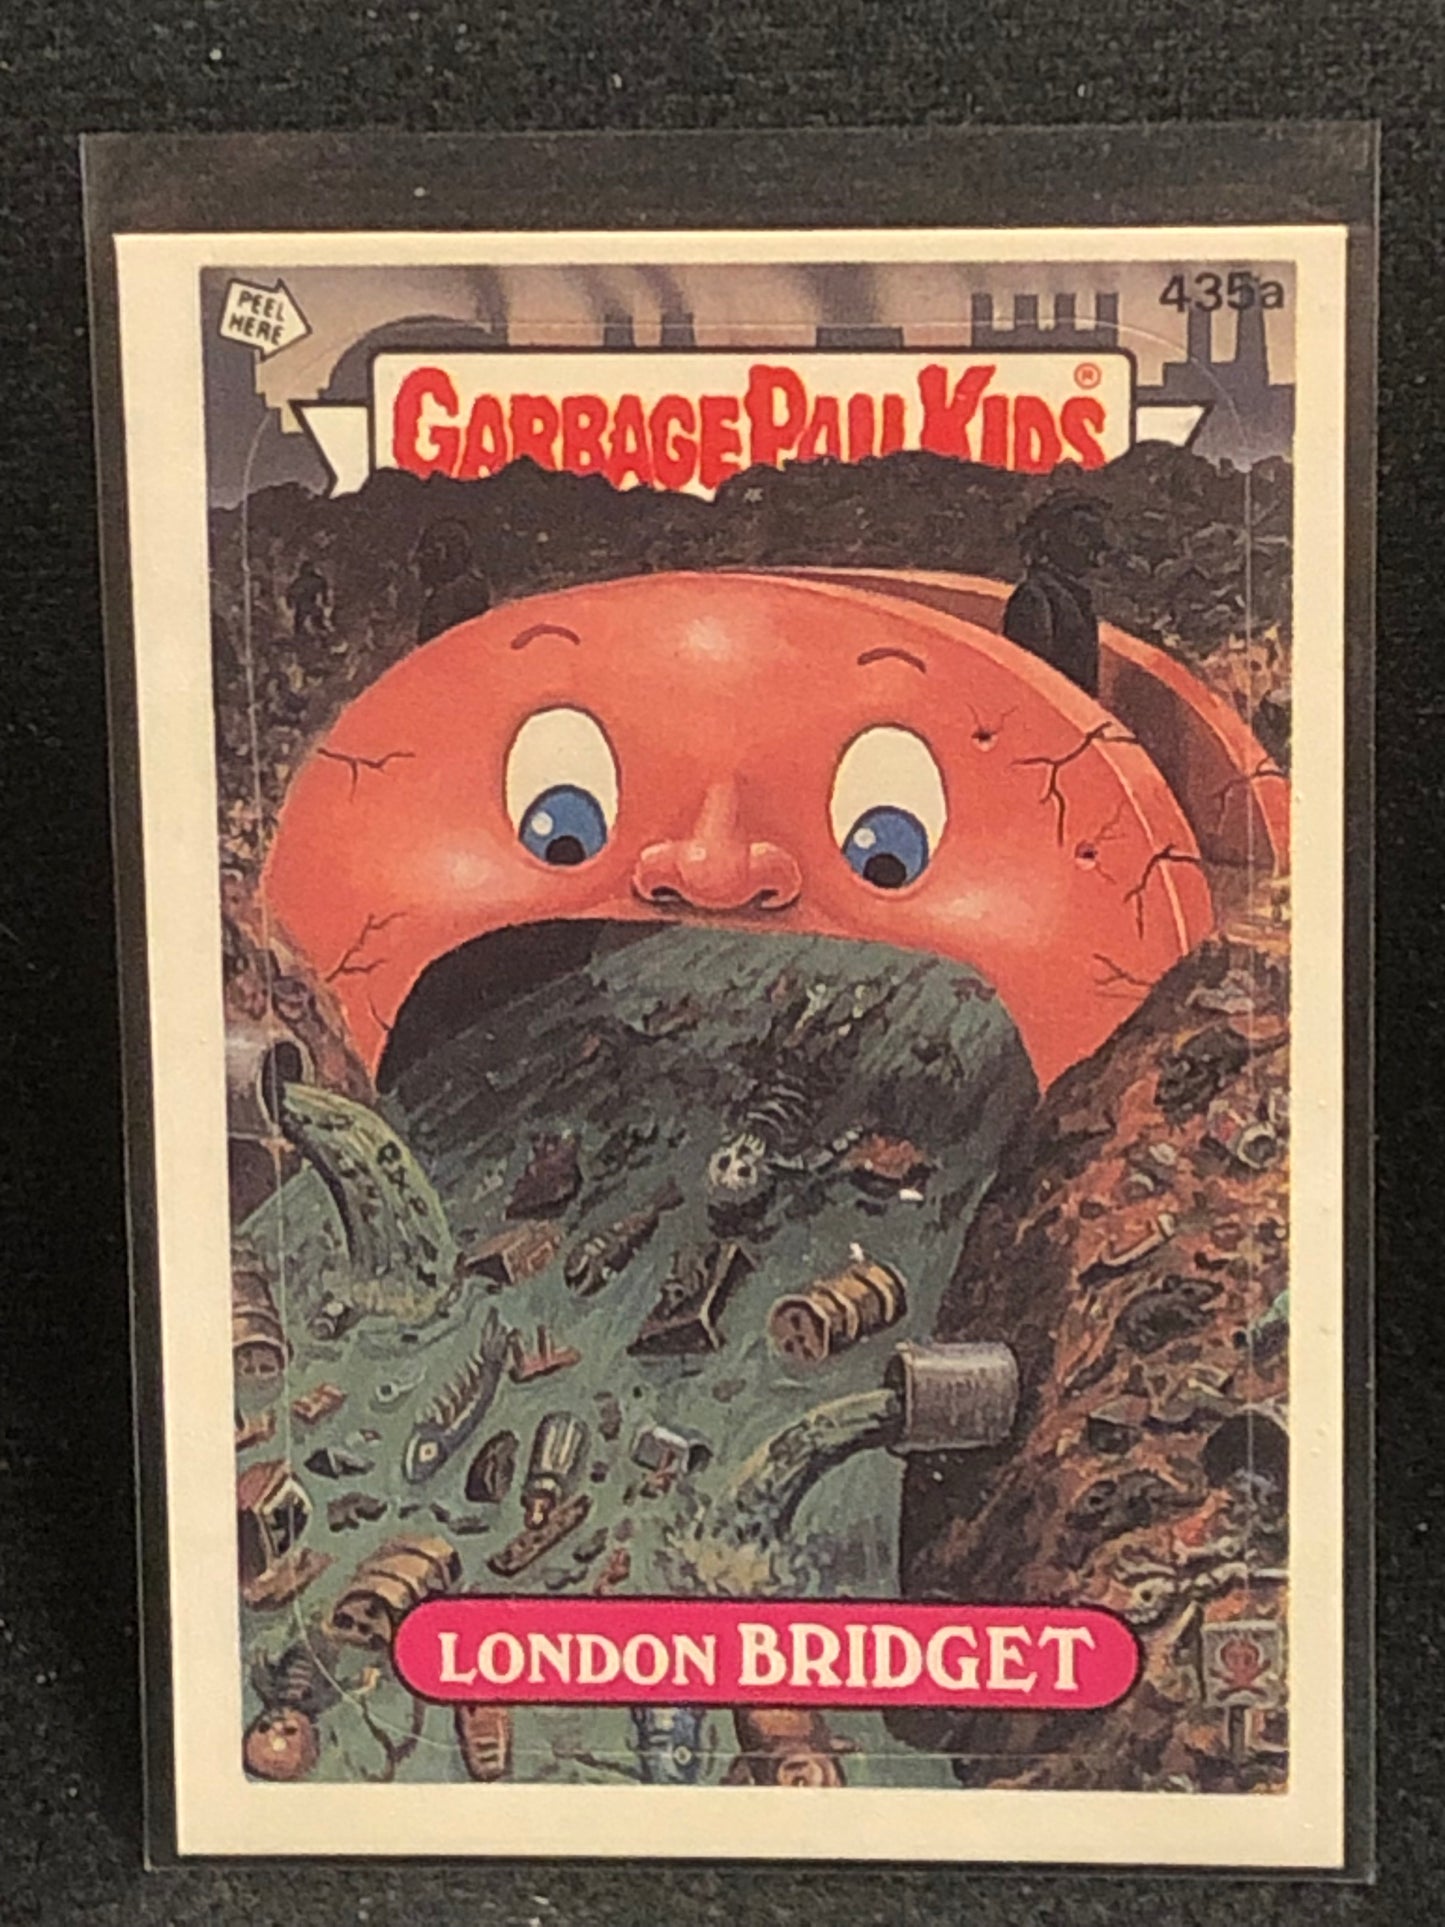 PEEL
HERE
435a
GARBAGE PAIL KIDS®
LONDON BRIDGET